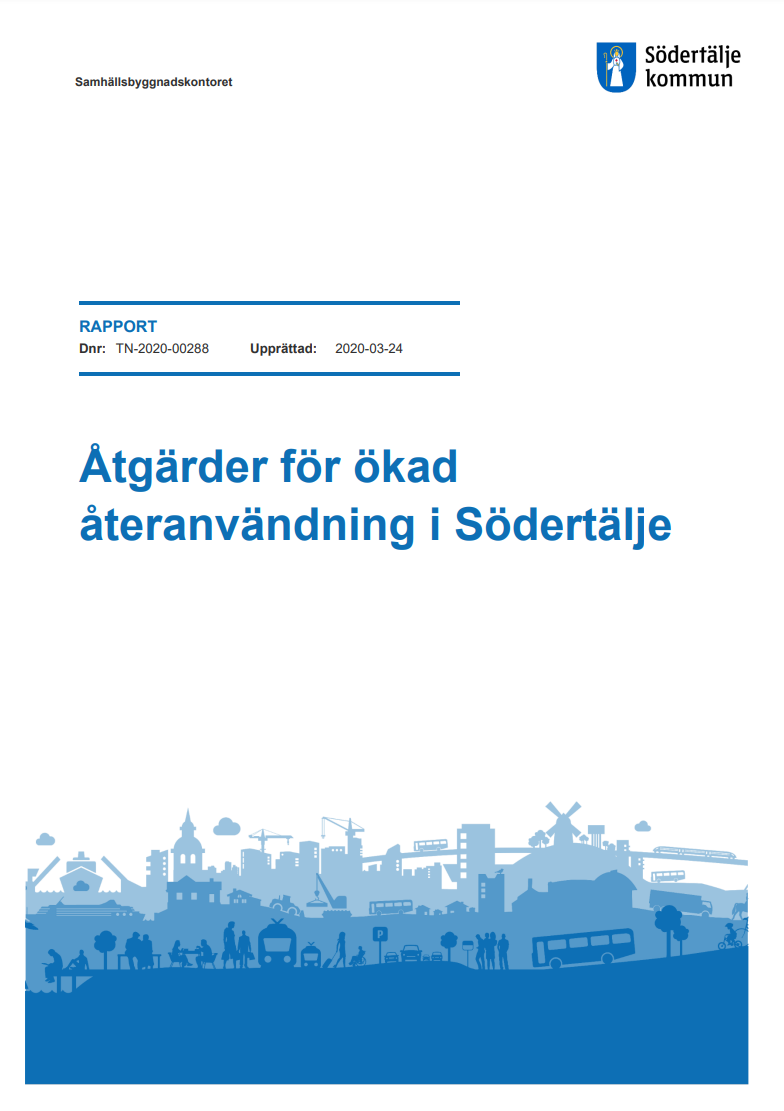 Samhällsbyggnadskontoret
Södertälje
kommun
RAPPORT
Dnr: TN-2020-00288 Upprättad: 2020-03-24
Åtgärder för ökad
återanvändning i Södertälje
P